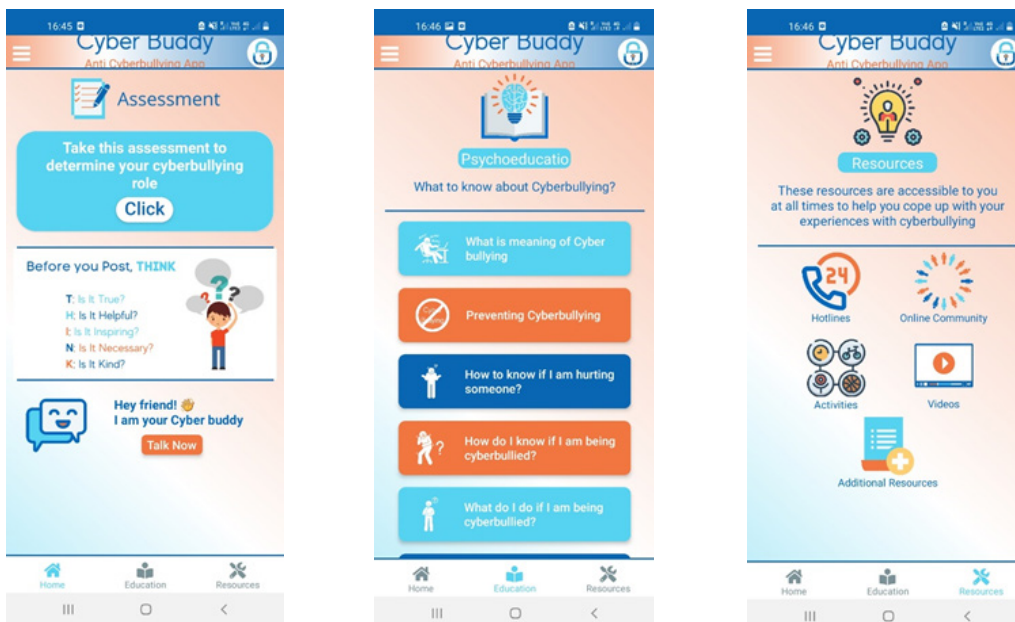 16:45
Cyber Buddy
Anti Cyberbullying App
Assessment
Take this assessment to
determine your cyberbullying
role
Click
Before you Post, THINK
T: Is It True?
H: Is It Helpful?
I: Is It Inspiring?
N: Is It Necessary?
K: Is It Kind?
Hey friend! 👋
I am your Cyber buddy
Talk Now
Home
Education
Resources
16:46
Cyber Buddy
Anti Cyberbullying App
Psychoeducatio
What to know about Cyberbullying?
What is meaning of Cyber
bullying
Preventing Cyberbullying
How to know if I am hurting
someone?
How do I know if I am being
cyberbullied?
What do I do if I am being
cyberbullied?
Home
Education
Resources
16:46
Cyber Buddy
Anti Cyberbullying App
Resources
These resources are accessible to you
at all times to help you cope up with your
experiences with cyberbullying
24
Hotlines
Online Community
Activities
Videos
Additional Resources
Home
Education
Resources